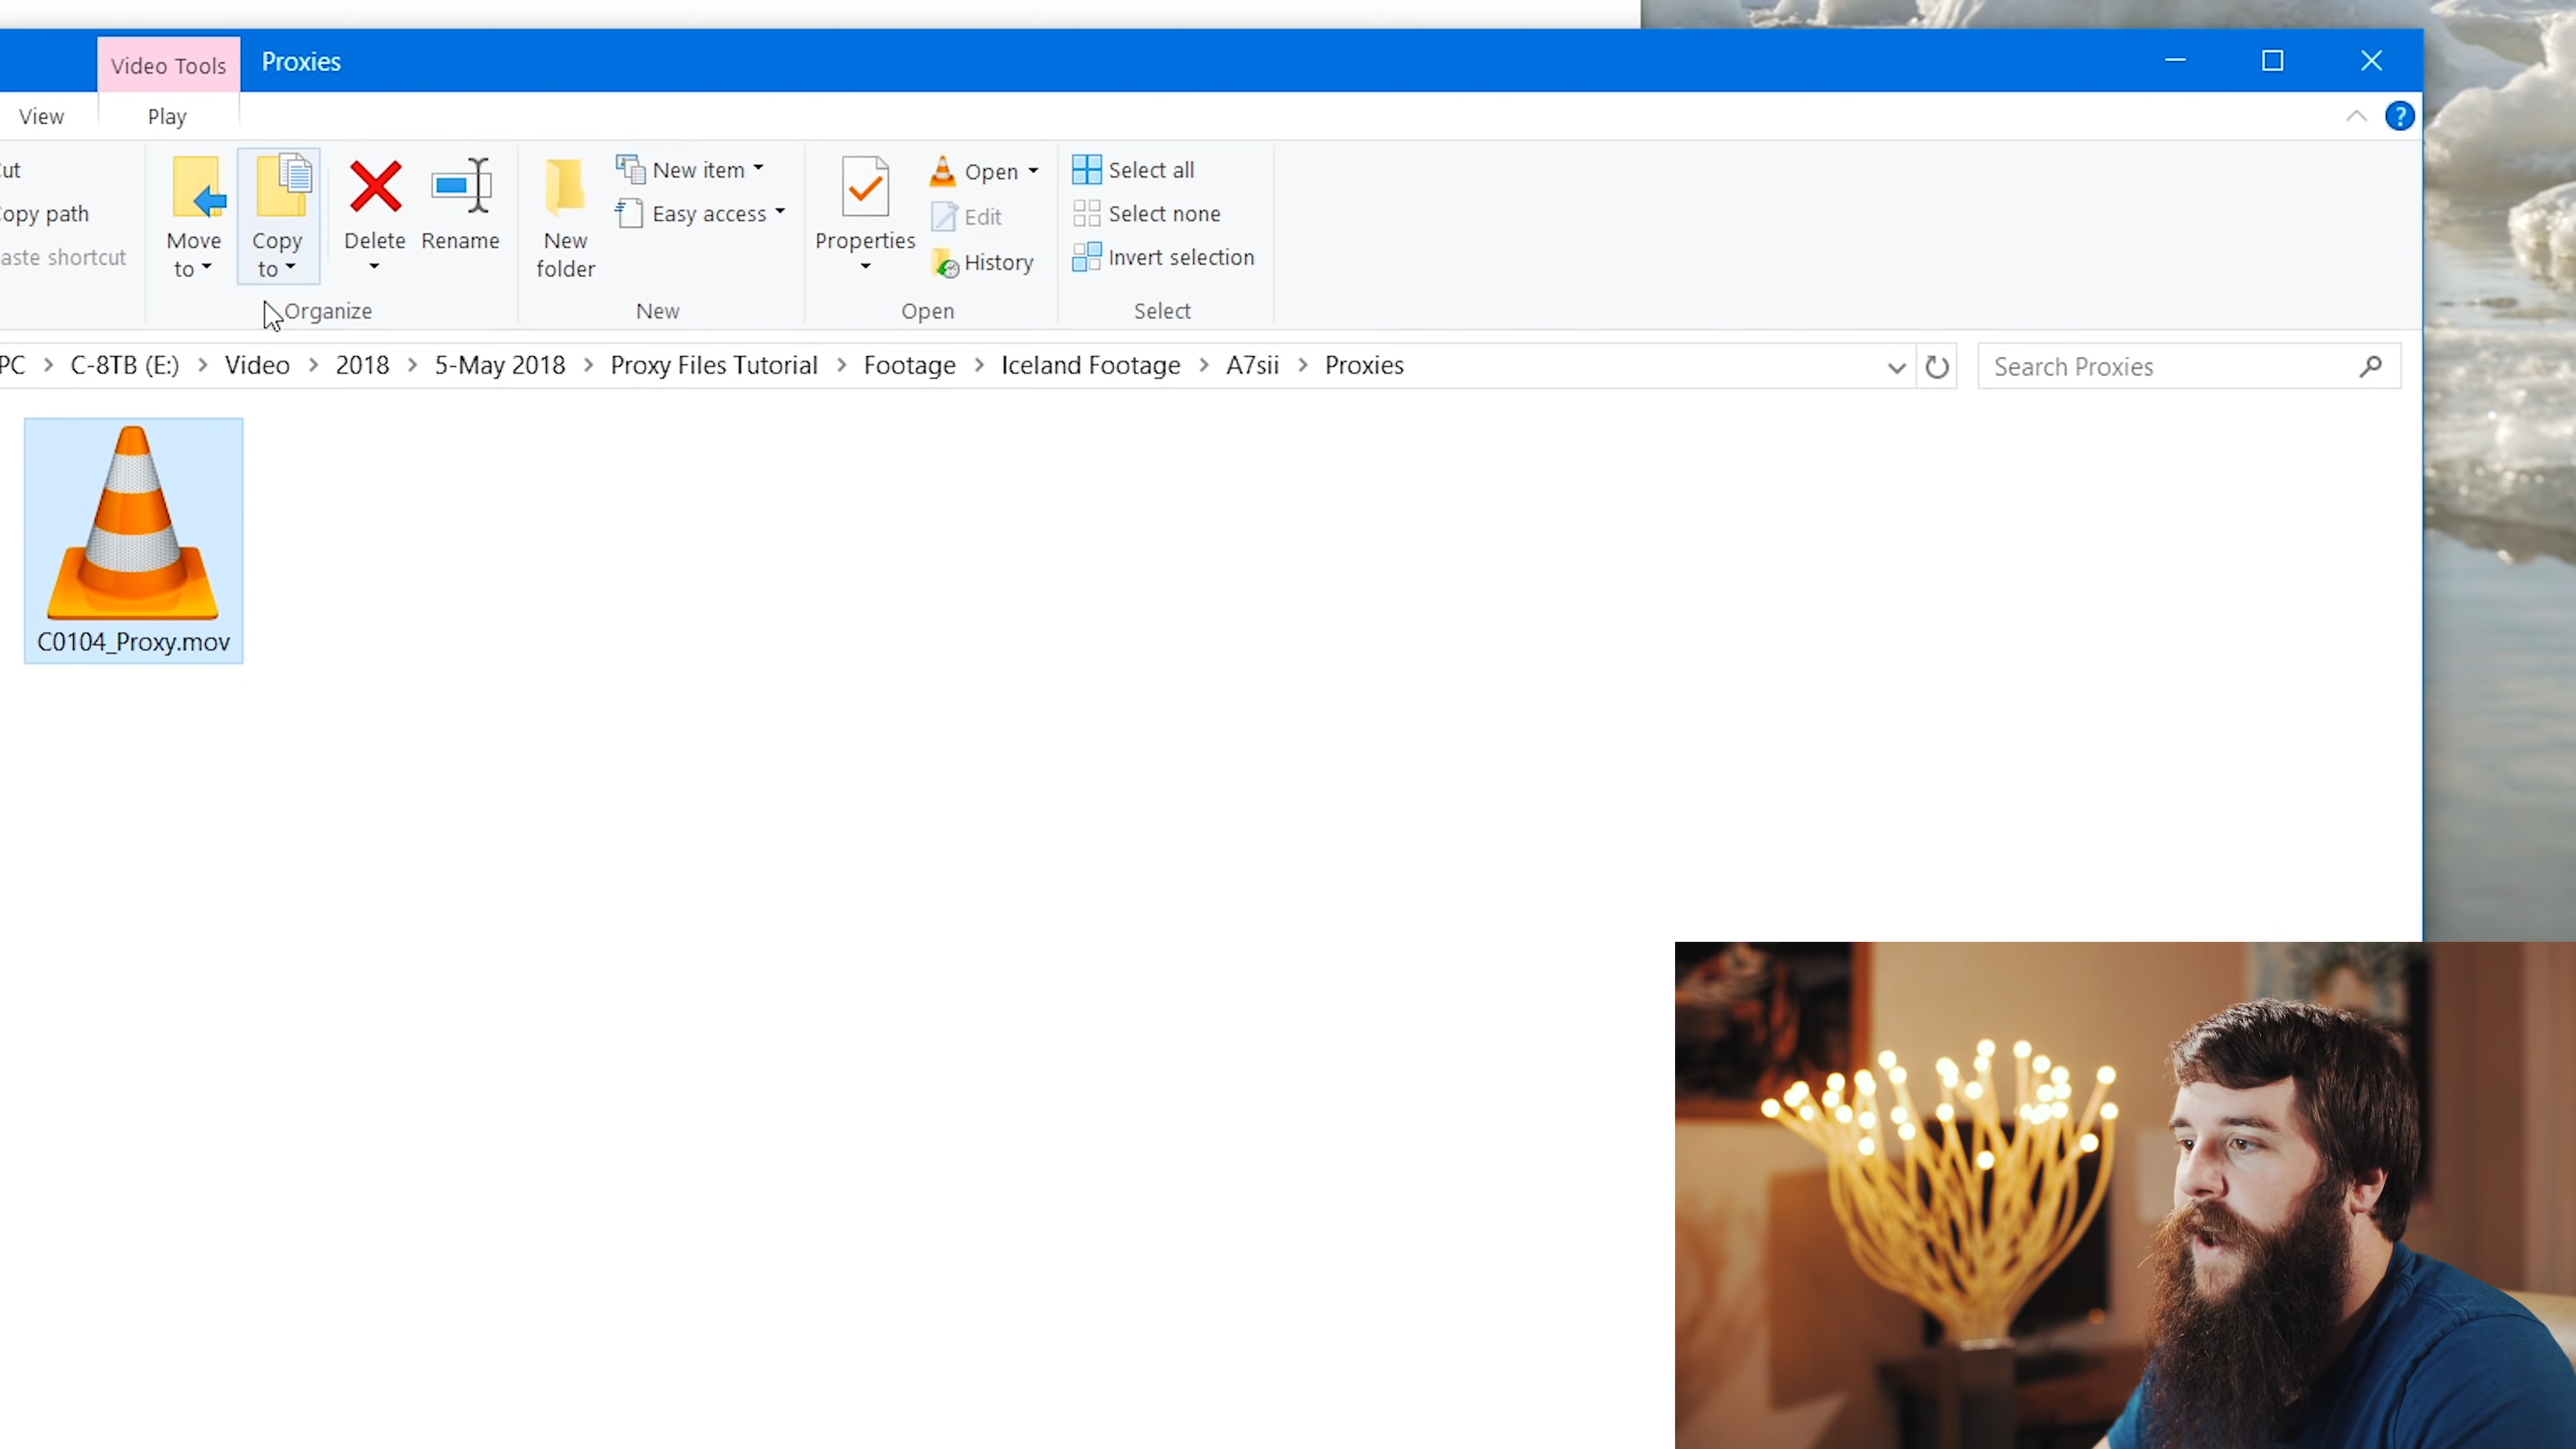 Video Tools Proxies
View Play
ut
opy path
aste shortcut
Move to
Copy to
Delete
Rename
Organize
New folder
New item
Easy access
New
Properties
Open
Edit
History
Open
Select all
Select none
Invert selection
Select
PC > C-8TB (E:) > Video > 2018 > 5-May 2018 > Proxy Files Tutorial > Footage > Iceland Footage > A7sii > Proxies
Search Proxies
C0104_Proxy.mov